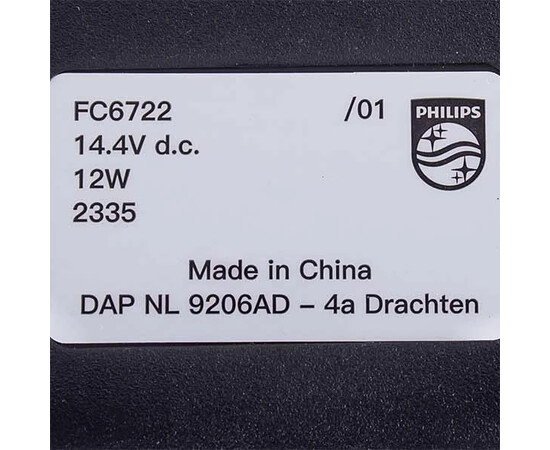 FC6722 /01
PHILIPS
14.4V d.c.
12W
2335
Made in China
DAP NL 9206AD – 4a Drachten